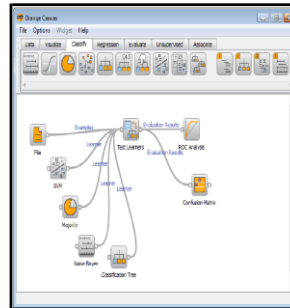 Orange Canvas
File Options Widget Help
Data Visualize Classify Regression Evaluate Unsupervised Associate
Examples
Evaluation Results
File
Learner
Test Learners
ROC Analysis
Learner
Evaluation Results
SVM
Learner
Learner
Confusion Matrix
Majority
Naive Bayes
Classification Tree